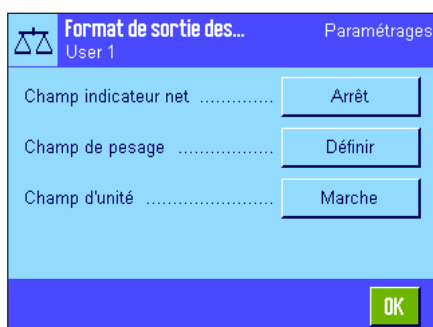 Format de sortie des...
Paramétrages
User 1
Champ indicateur net .............. Arrêt
Champ de pesage .................. Définir
Champ d'unité ........................ Marche
OK